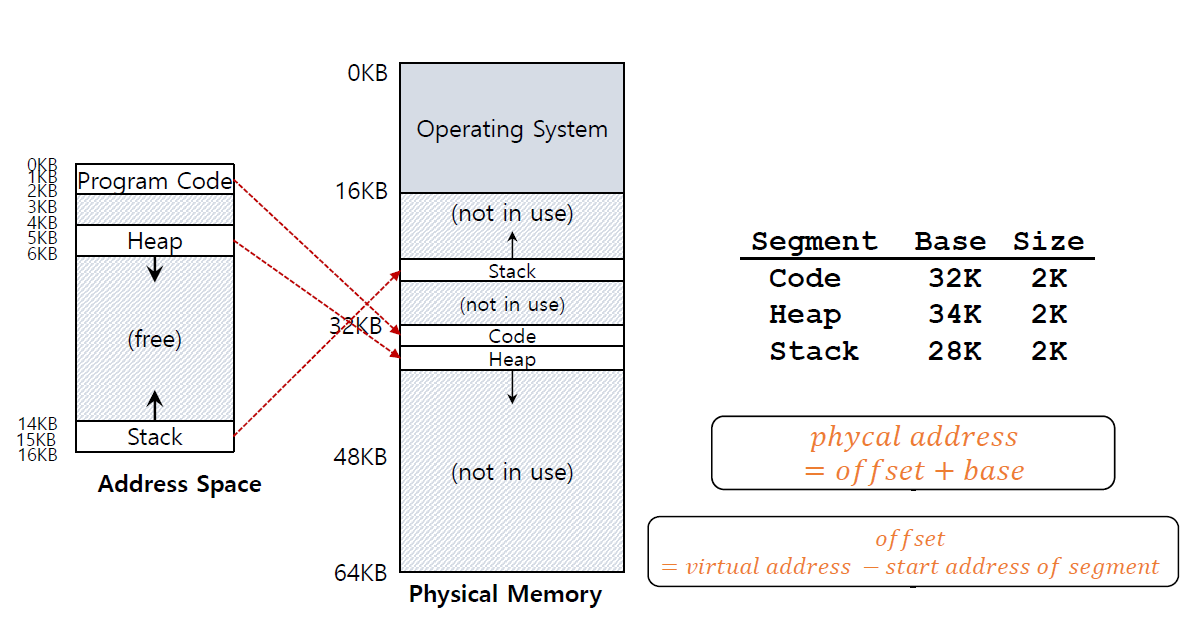 0KB
1KB
2KB
3KB
4KB
5KB
6KB
14KB
15KB
16KB
Program Code
Heap
(free)
Stack
Address Space
0KB
16KB
32KB
48KB
64KB
Operating System
(not in use)
Stack
(not in use)
Code
Heap
(not in use)
Physical Memory
Segment Base Size
Code 32K 2K
Heap 34K 2K
Stack 28K 2K
phycal address
= offset + base
offset
= virtual address − start address of segment